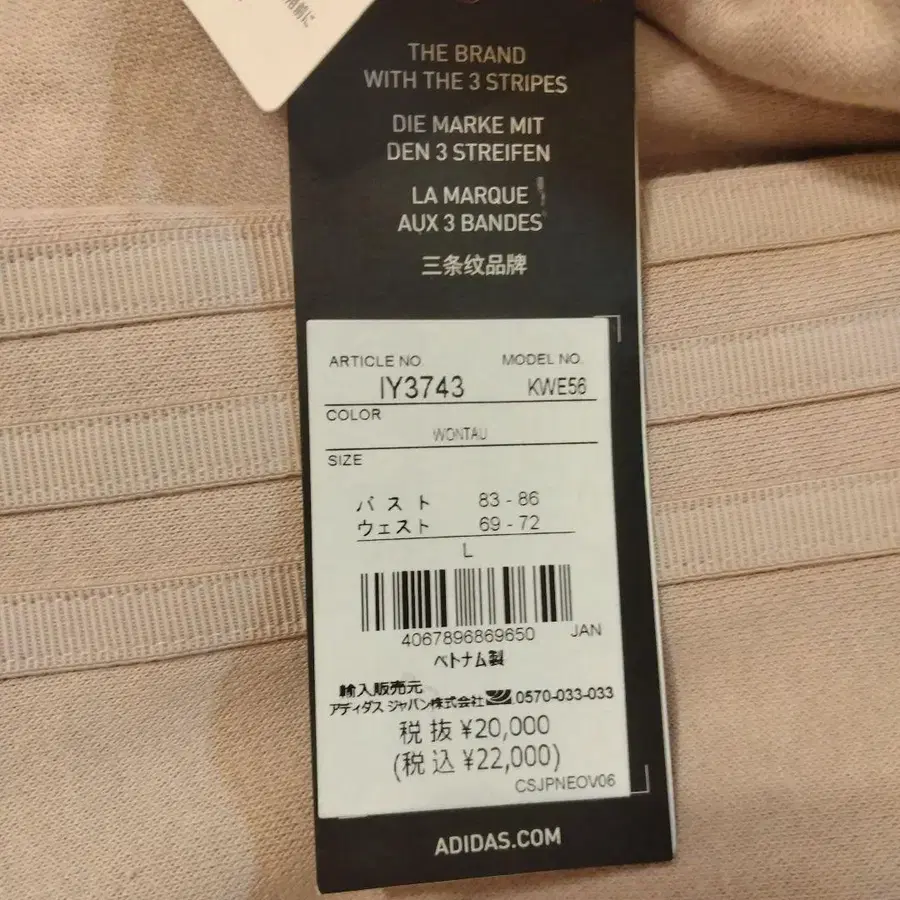 THE BRAND
WITH THE 3 STRIPES
DIE MARKE MIT
DEN 3 STREIFEN
LA MARQUE
AUX 3 BANDES
三条纹品牌
ARTICLE NO. MODEL NO.
IY3743 KWE56
COLOR
WONTAU
SIZE
バスト 83 - 86
ウェスト 69 - 72
L
4067896869650 JAN
ベトナム製
輸入販売元
アディダス ジャパン株式会社 0570-033-033
税抜 ¥20,000
(税込 ¥22,000)
CSJPNEOV06
ADIDAS.COM